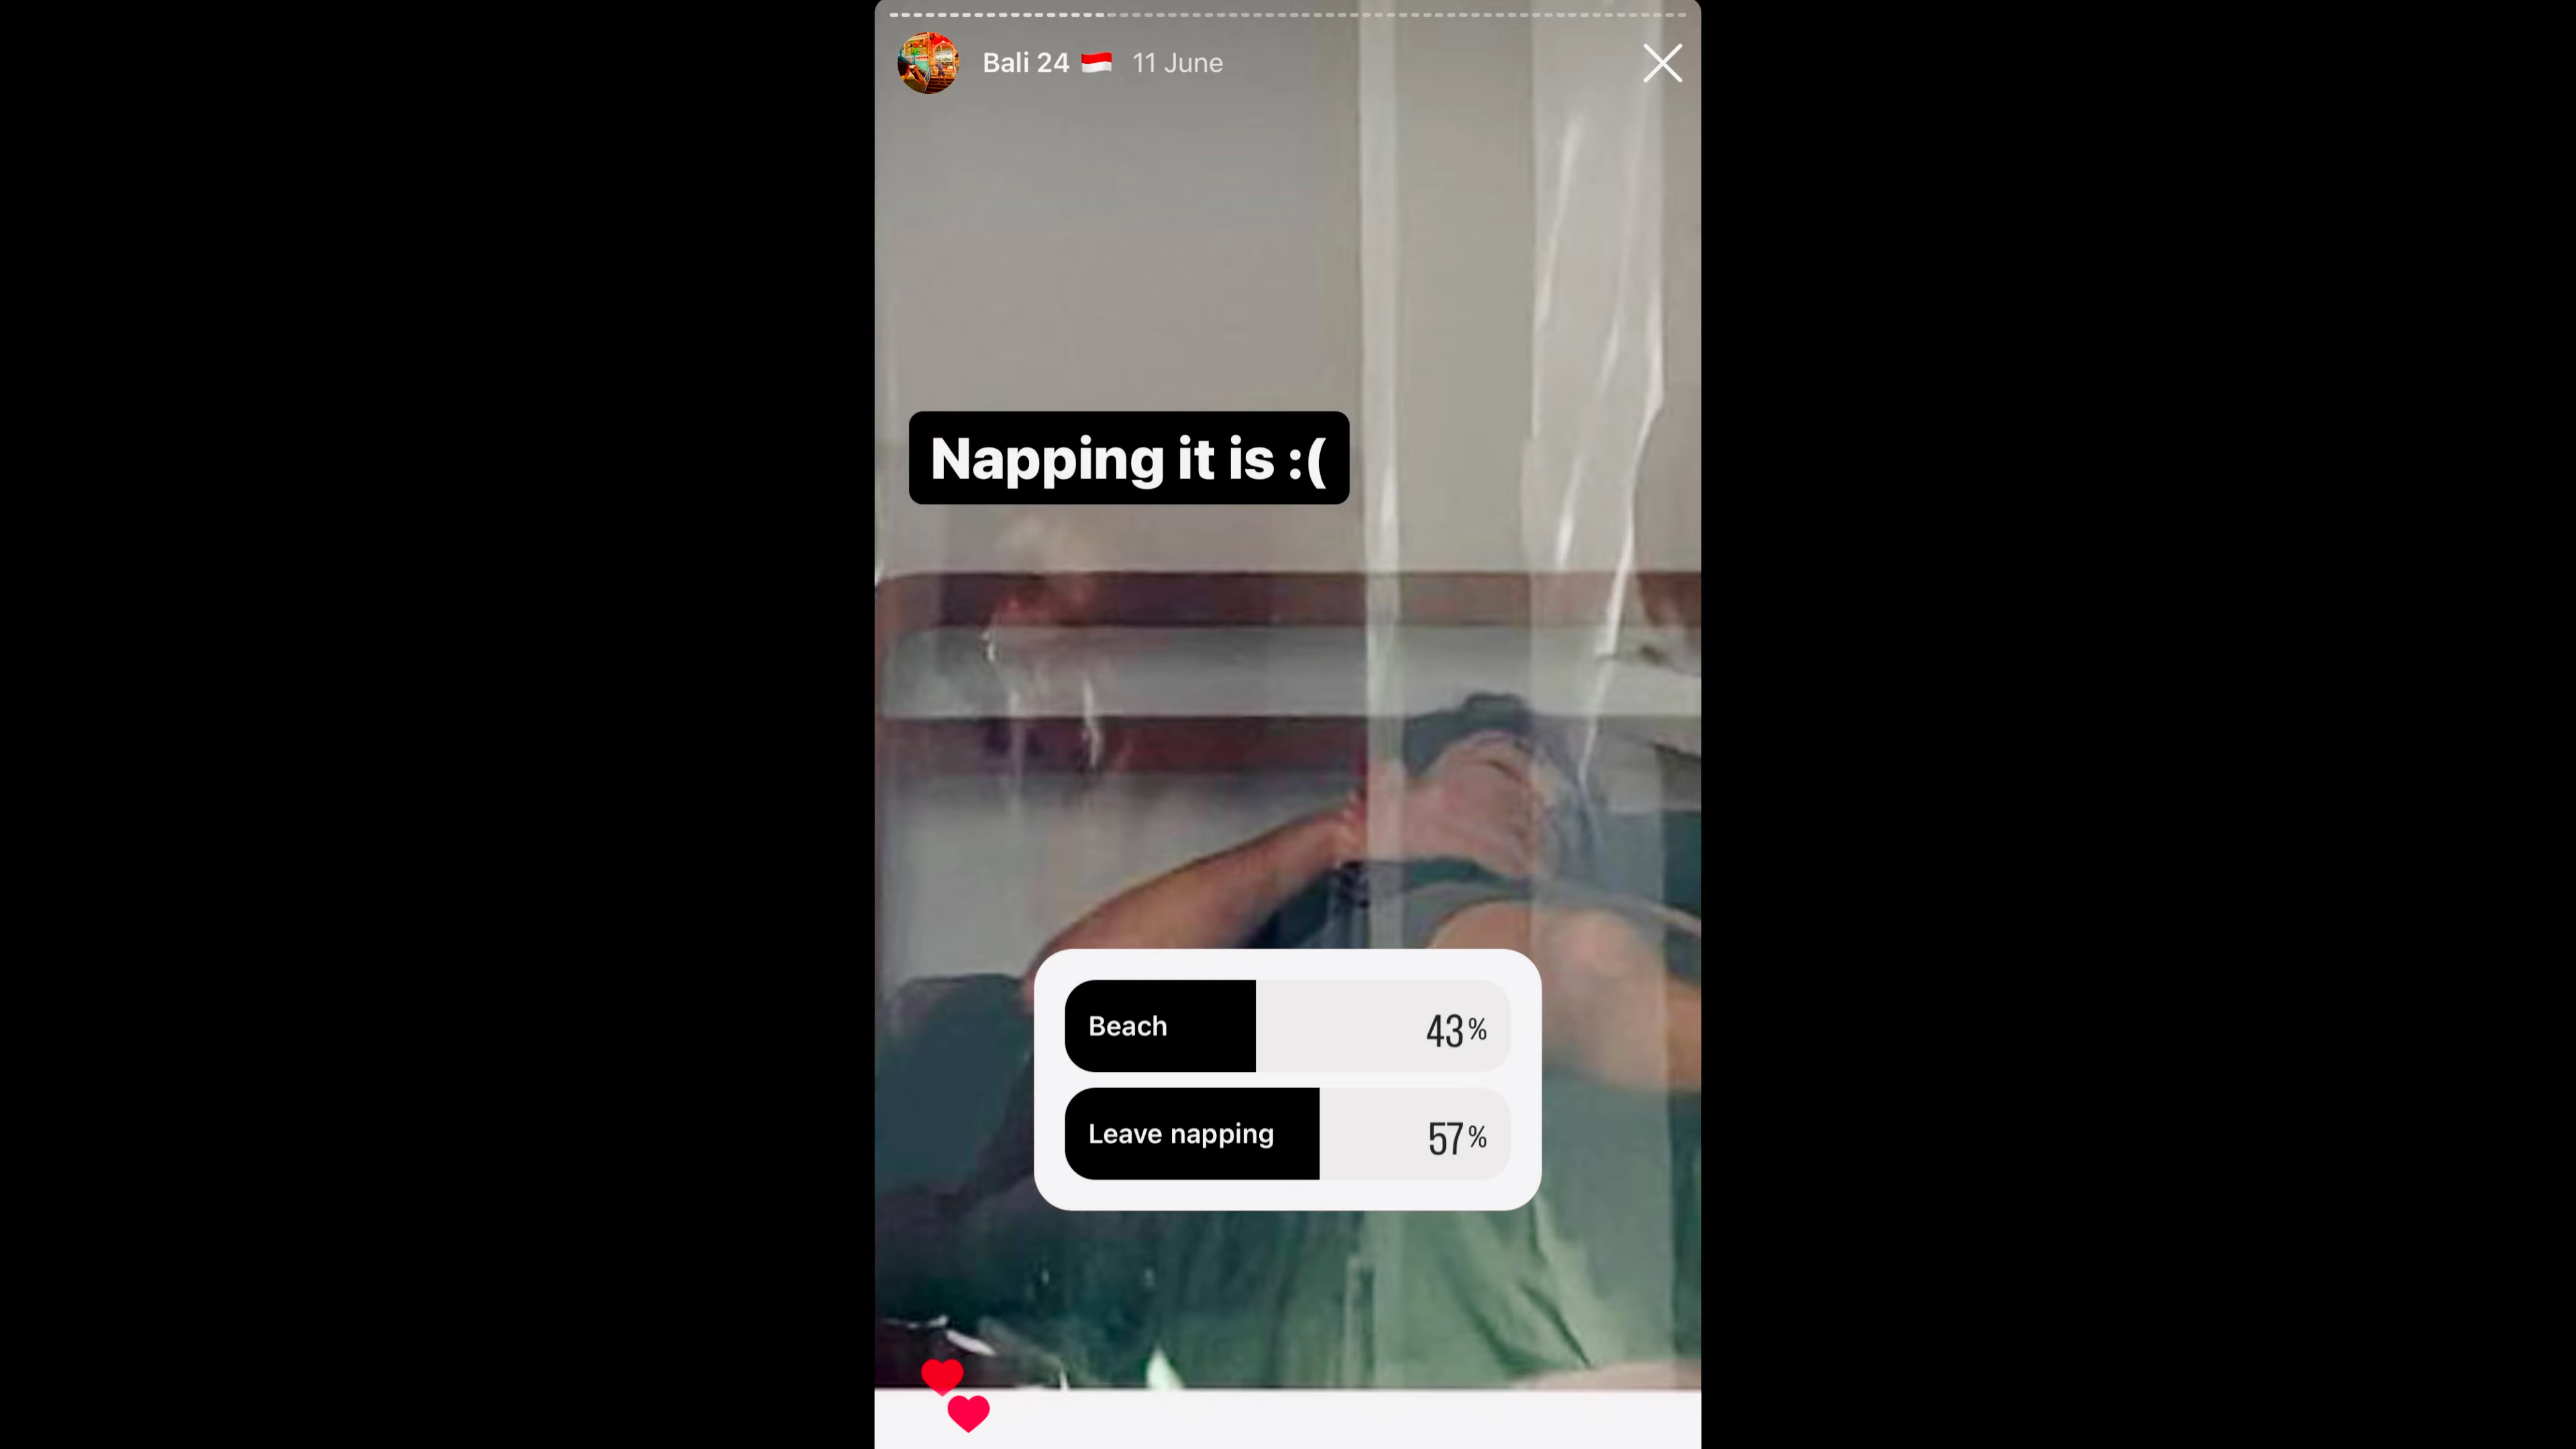 Bali 24 🇮🇩 11 June
Napping it is :(
Beach 43%
Leave napping 57%